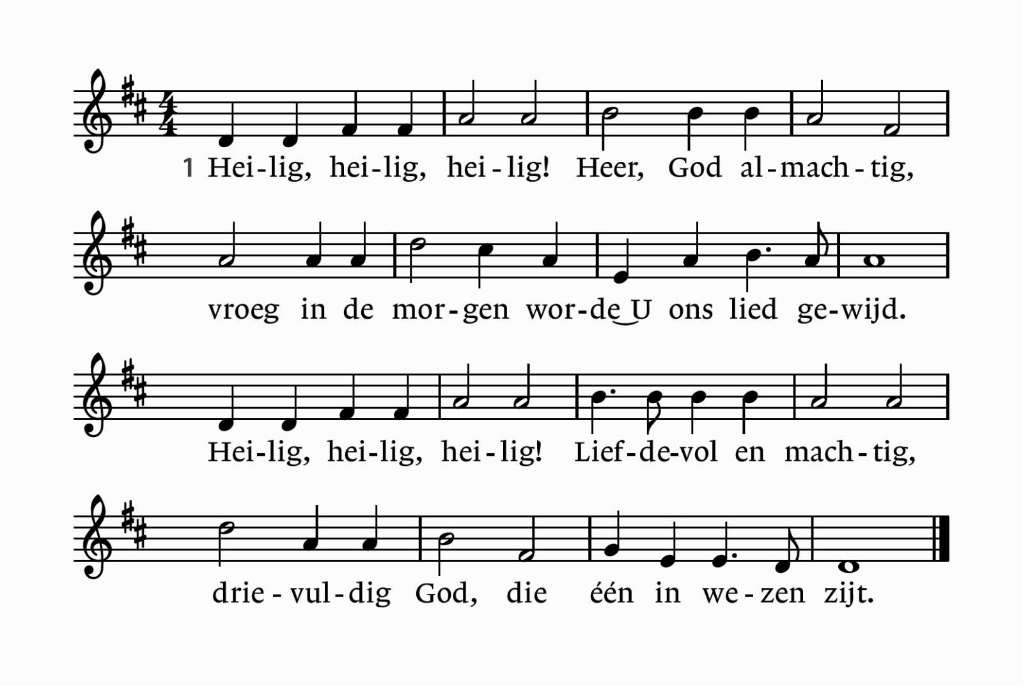 1 Hei-lig, hei-lig, hei-lig! Heer, God al-mach-tig,
vroeg in de mor-gen wor-de‿U ons lied ge-wijd.
Hei-lig, hei-lig, hei-lig! Lief-de-vol en mach-tig,
drie-vul-dig God, die één in we-zen zijt.